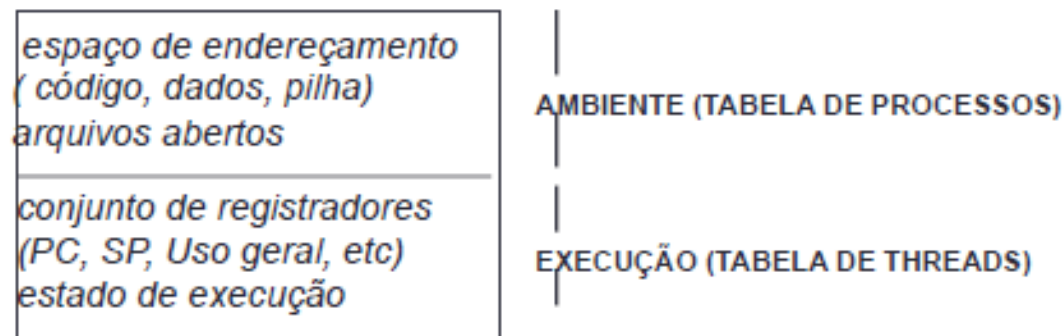 espaço de endereçamento
( código, dados, pilha)
arquivos abertos
AMBIENTE (TABELA DE PROCESSOS)
conjunto de registradores
(PC, SP, Uso geral, etc)
estado de execução
EXECUÇÃO (TABELA DE THREADS)